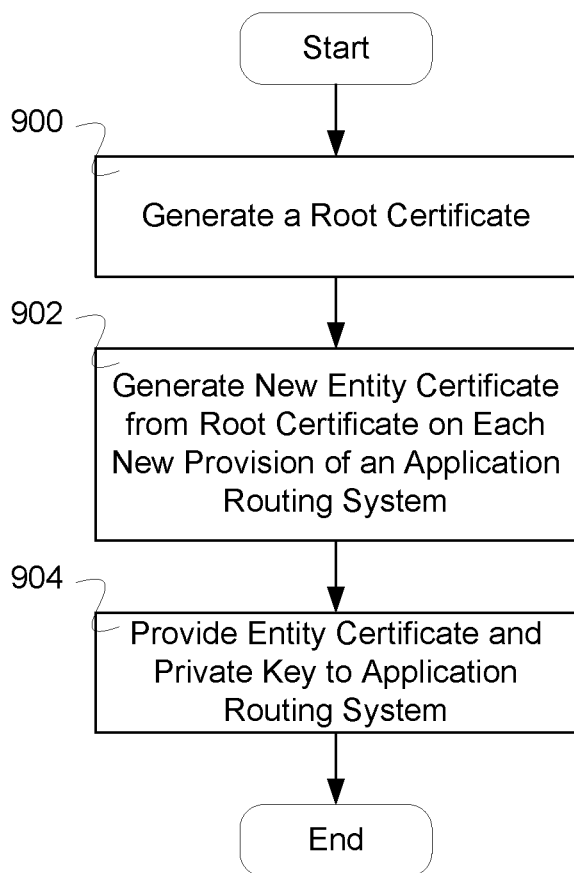 Start
900
Generate a Root Certificate
902
Generate New Entity Certificate
from Root Certificate on Each
New Provision of an Application
Routing System
904
Provide Entity Certificate and
Private Key to Application
Routing System
End